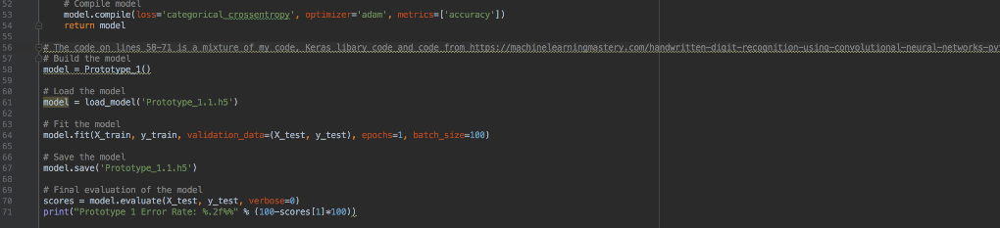 52 # Compile model
53 model.compile(loss='categorical_crossentropy', optimizer='adam', metrics=['accuracy'])
54 return model
55
56 # The code on lines 58-71 is a mixture of my code, Keras libary code and code from https://machinelearningmastery.com/handwritten-digit-recognition-using-convolutional-neural-networks-pyt
57 # Build the model
58 model = Prototype_1()
59
60 # Load the model
61 model = load_model('Prototype_1.1.h5')
62
63 # Fit the model
64 model.fit(X_train, y_train, validation_data=(X_test, y_test), epochs=1, batch_size=100)
65
66 # Save the model
67 model.save('Prototype_1.1.h5')
68
69 # Final evaluation of the model
70 scores = model.evaluate(X_test, y_test, verbose=0)
71 print("Prototype 1 Error Rate: %.2f%%" % (100-scores[1]*100))